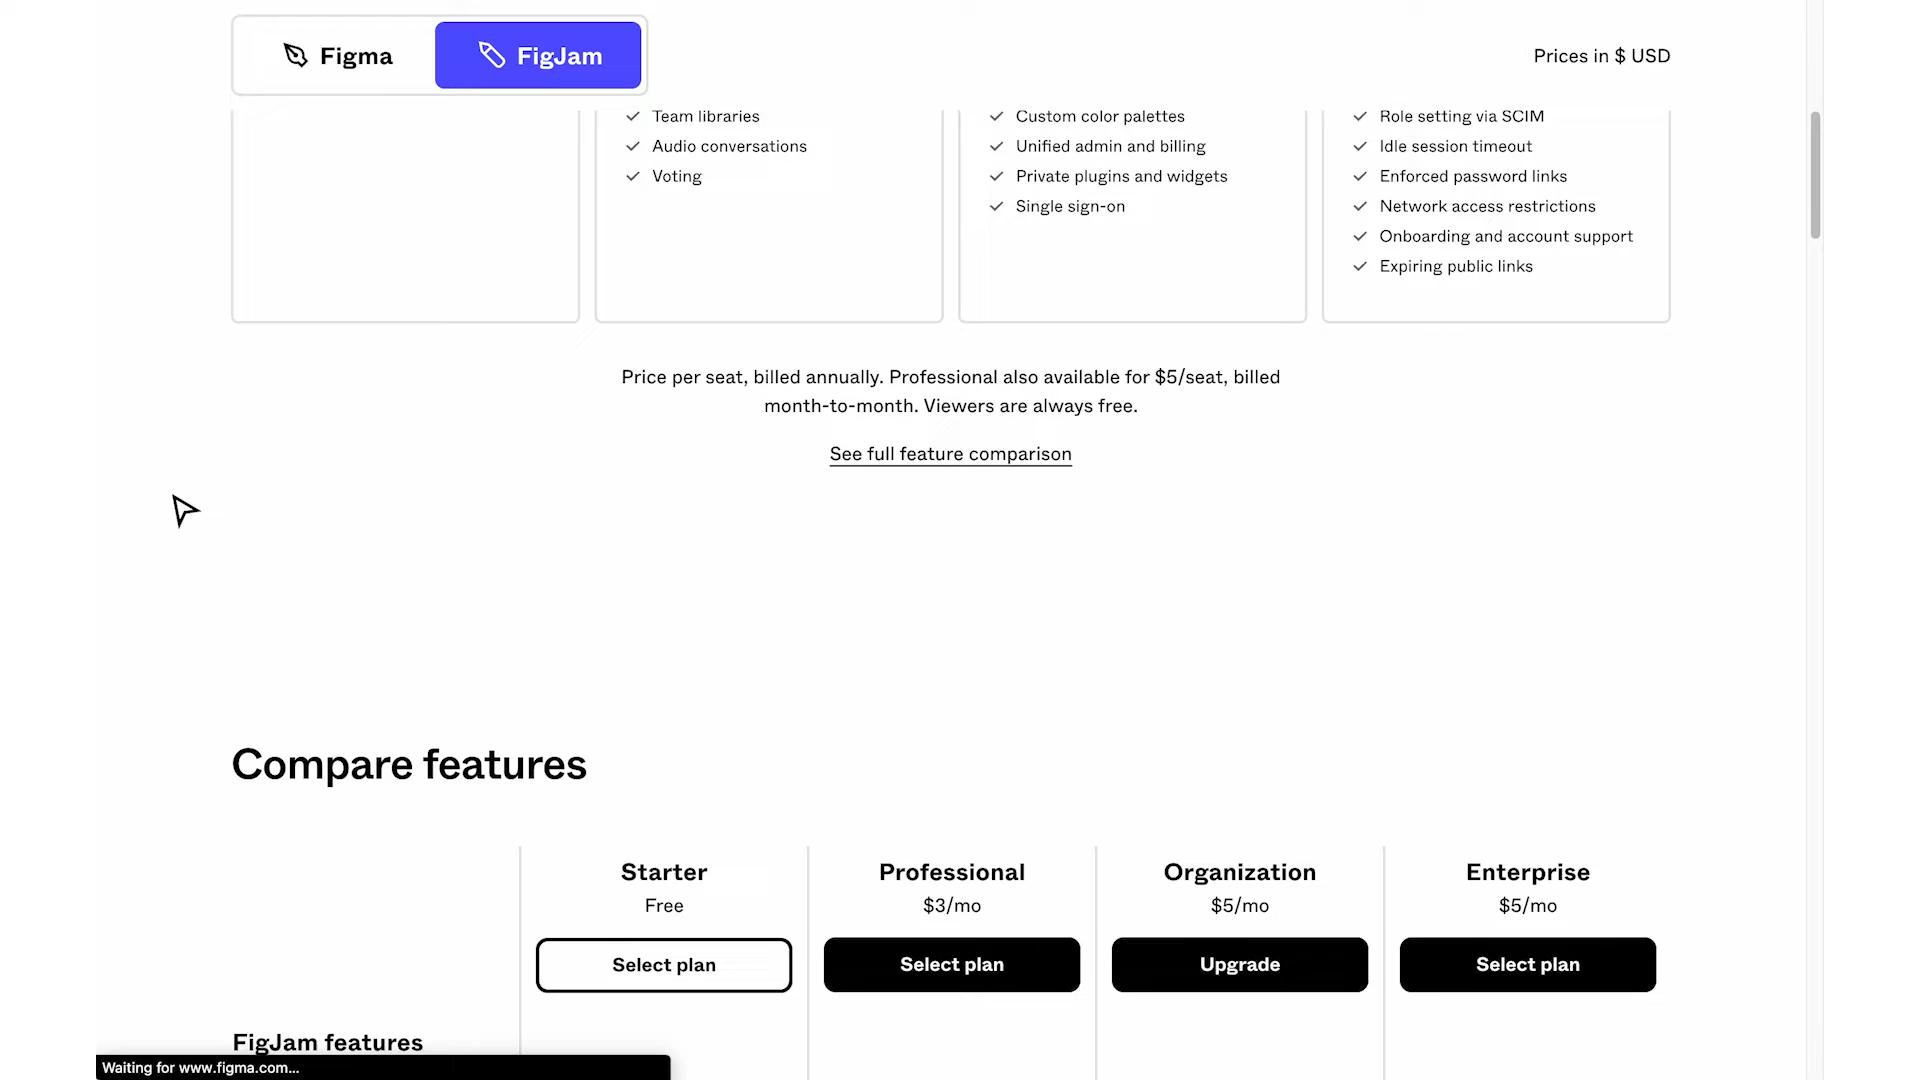 Figma
FigJam
Prices in $ USD
Team libraries
Audio conversations
Voting
Custom color palettes
Unified admin and billing
Private plugins and widgets
Single sign-on
Role setting via SCIM
Idle session timeout
Enforced password links
Network access restrictions
Onboarding and account support
Expiring public links
Price per seat, billed annually. Professional also available for $5/seat, billed
month-to-month. Viewers are always free.
See full feature comparison
Compare features
Starter
Free
Select plan
Professional
$3/mo
Select plan
Organization
$5/mo
Upgrade
Enterprise
$5/mo
Select plan
FigJam features
Waiting for www.figma.com...